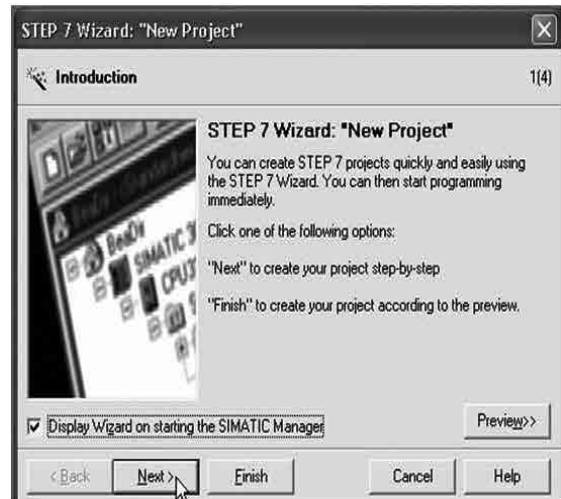 STEP 7 Wizard: "New Project"
Introduction
1(4)
STEP 7 Wizard: "New Project"
You can create STEP 7 projects quickly and easily using
the STEP 7 Wizard. You can then start programming
immediately.
Click one of the following options:
"Next" to create your project step-by-step
"Finish" to create your project according to the preview.
SIMATIC 3
CPU3
Display Wizard on starting the SIMATIC Manager
Preview>>
< Back
Next >
Finish
Cancel
Help